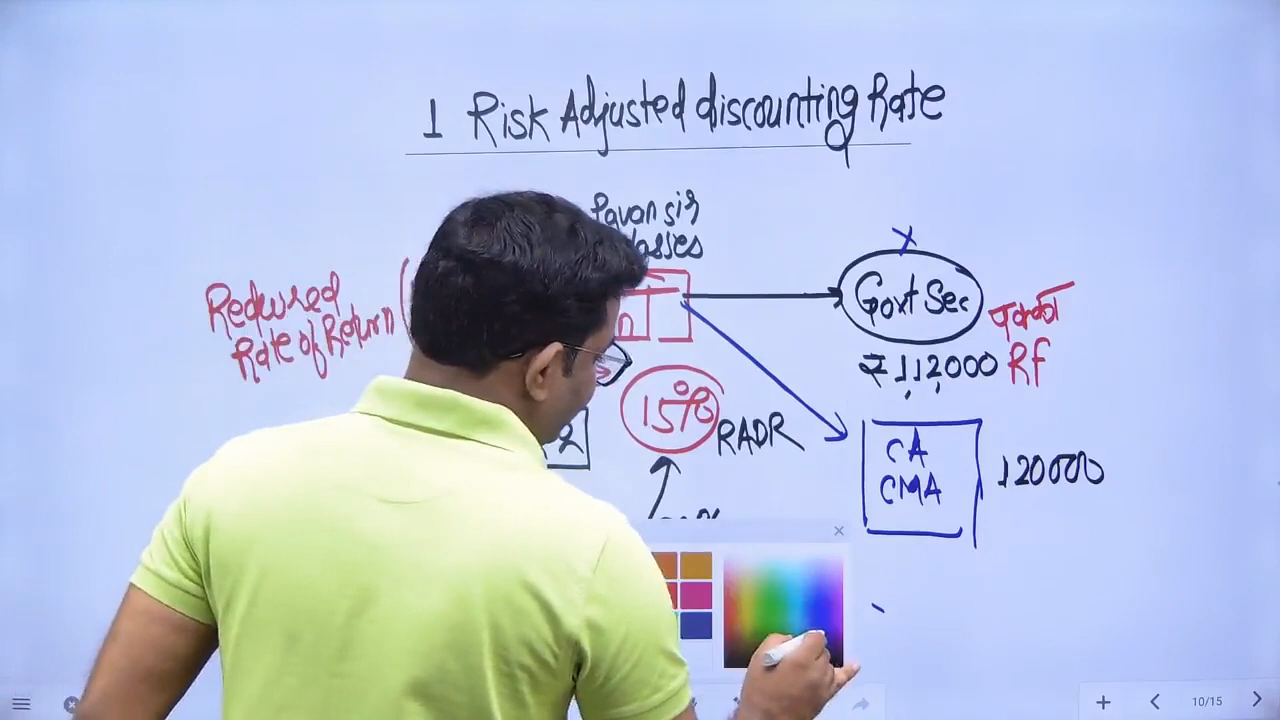 1 Risk Adjusted discounting Rate
Pavan sir
Required
Rate of Return (
Govt Sec
पक्का
Rf
₹1,12,000
15%
RADR
CA
CMA
120000
10/15